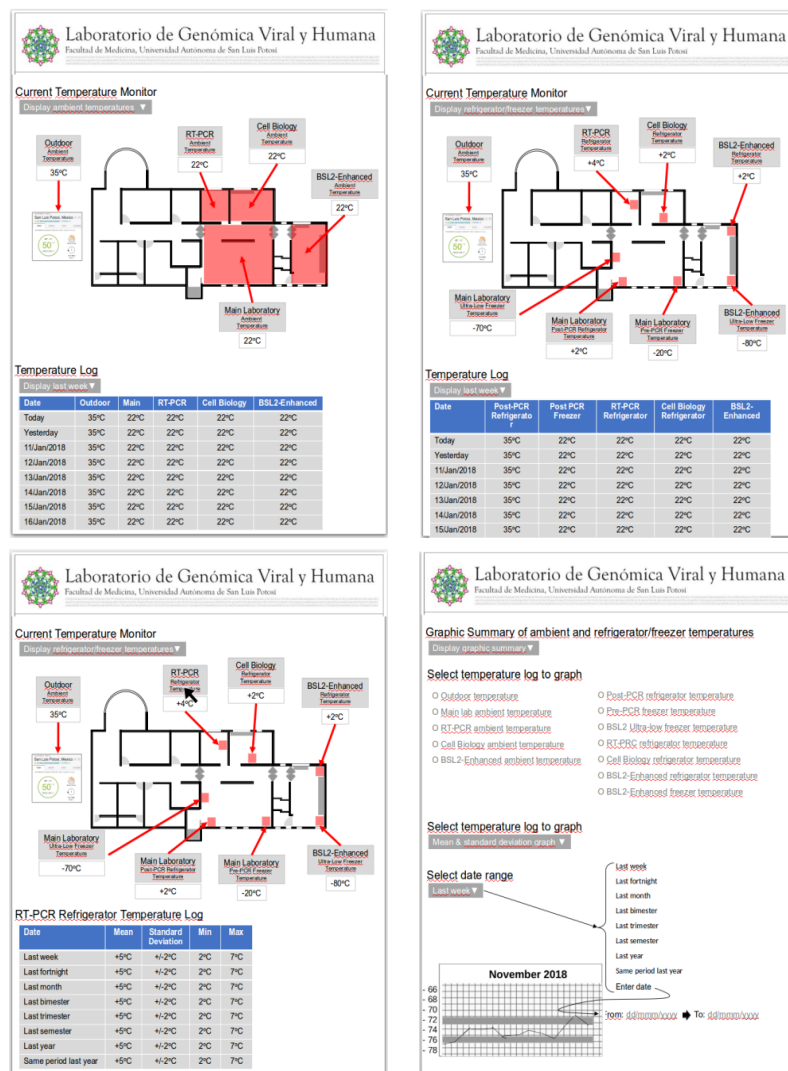 Laboratorio de Genómica Viral y Humana
Facultad de Medicina, Universidad Autónoma de San Luis Potosí
Current Temperature Monitor
Display ambient temperatures ▼
Outdoor
Ambient
Temperature
35ºC
RT-PCR
Ambient
Temperature
22ºC
Cell Biology
Ambient
Temperature
22ºC
BSL2-Enhanced
Ambient
Temperature
22ºC
San Luis Potosi, Mexico
50
Main Laboratory
Ambient
Temperature
22ºC
Temperature Log
Display last week ▼
Date Outdoor Main RT-PCR Cell Biology BSL2-Enhanced
Today 35ºC 22ºC 22ºC 22ºC 22ºC
Yesterday 35ºC 22ºC 22ºC 22ºC 22ºC
11/Jan/2018 35ºC 22ºC 22ºC 22ºC 22ºC
12/Jan/2018 35ºC 22ºC 22ºC 22ºC 22ºC
13/Jan/2018 35ºC 22ºC 22ºC 22ºC 22ºC
14/Jan/2018 35ºC 22ºC 22ºC 22ºC 22ºC
15/Jan/2018 35ºC 22ºC 22ºC 22ºC 22ºC
16/Jan/2018 35ºC 22ºC 22ºC 22ºC 22ºC
Laboratorio de Genómica Viral y Humana
Facultad de Medicina, Universidad Autónoma de San Luis Potosí
Current Temperature Monitor
Display refrigerator/freezer temperatures ▼
Outdoor
Ambient
Temperature
35ºC
RT-PCR
Refrigerator
Temperature
+4ºC
Cell Biology
Refrigerator
Temperature
+2ºC
BSL2-Enhanced
Refrigerator
Temperature
+2ºC
San Luis Potosi, Mexico
50
Main Laboratory
Ultra-Low Freezer
Temperature
-70ºC
Main Laboratory
Post-PCR Refrigerator
Temperature
+2ºC
Main Laboratory
Pre-PCR Freezer
Temperature
-20ºC
BSL2-Enhanced
Ultra-Low Freezer
Temperature
-80ºC
Temperature Log
Display last week ▼
Date Post-PCR Refrigerato r Post PCR Freezer RT-PCR Refrigerator Cell Biology Refrigerator BSL2- Enhanced
Today 35ºC 22ºC 22ºC 22ºC 22ºC
Yesterday 35ºC 22ºC 22ºC 22ºC 22ºC
11/Jan/2018 35ºC 22ºC 22ºC 22ºC 22ºC
12/Jan/2018 35ºC 22ºC 22ºC 22ºC 22ºC
13/Jan/2018 35ºC 22ºC 22ºC 22ºC 22ºC
14/Jan/2018 35ºC 22ºC 22ºC 22ºC 22ºC
15/Jan/2018 35ºC 22ºC 22ºC 22ºC 22ºC
Laboratorio de Genómica Viral y Humana
Facultad de Medicina, Universidad Autónoma de San Luis Potosí
Current Temperature Monitor
Display refrigerator/freezer temperatures ▼
Outdoor
Ambient
Temperature
35ºC
RT-PCR
Refrigerator
Temperature
+4ºC
Cell Biology
Refrigerator
Temperature
+2ºC
BSL2-Enhanced
Refrigerator
Temperature
+2ºC
San Luis Potosi, Mexico
50
Main Laboratory
Ultra-Low Freezer
Temperature
-70ºC
Main Laboratory
Post-PCR Refrigerator
Temperature
+2ºC
Main Laboratory
Pre-PCR Freezer
Temperature
-20ºC
BSL2-Enhanced
Ultra-Low Freezer
Temperature
-80ºC
RT-PCR Refrigerator Temperature Log
Date Mean Standard Deviation Min Max
Last week +5ºC +/-2ºC 2ºC 7ºC
Last fortnight +5ºC +/-2ºC 2ºC 7ºC
Last month +5ºC +/-2ºC 2ºC 7ºC
Last bimester +5ºC +/-2ºC 2ºC 7ºC
Last trimester +5ºC +/-2ºC 2ºC 7ºC
Last semester +5ºC +/-2ºC 2ºC 7ºC
Last year +5ºC +/-2ºC 2ºC 7ºC
Same period last year +5ºC +/-2ºC 2ºC 7ºC
Laboratorio de Genómica Viral y Humana
Facultad de Medicina, Universidad Autónoma de San Luis Potosí
Graphic Summary of ambient and refrigerator/freezer temperatures
Display graphic summary ▼
Select temperature log to graph
O Outdoor temperature
O Main lab ambient temperature
O RT-PCR ambient temperature
O Cell Biology ambient temperature
O BSL2-Enhanced ambient temperature
O Post-PCR refrigerator temperature
O Pre-PCR freezer temperature
O BSL2 Ultra-low freezer temperature
O RT-PRC refrigerator temperature
O Cell Biology refrigerator temperature
O BSL2-Enhanced refrigerator temperature
O BSL2-Enhanced freezer temperature
Select temperature log to graph
Mean & standard deviation graph ▼
Select date range
Last week ▼
Last week
Last fortnight
Last month
Last bimester
Last trimester
Last semester
Last year
Same period last year
Enter date
From: dd/mmm/yyyy ➡ To: dd/mmm/yyyy
November 2018
- 66
- 68
- 70
- 72
- 74
- 76
- 78